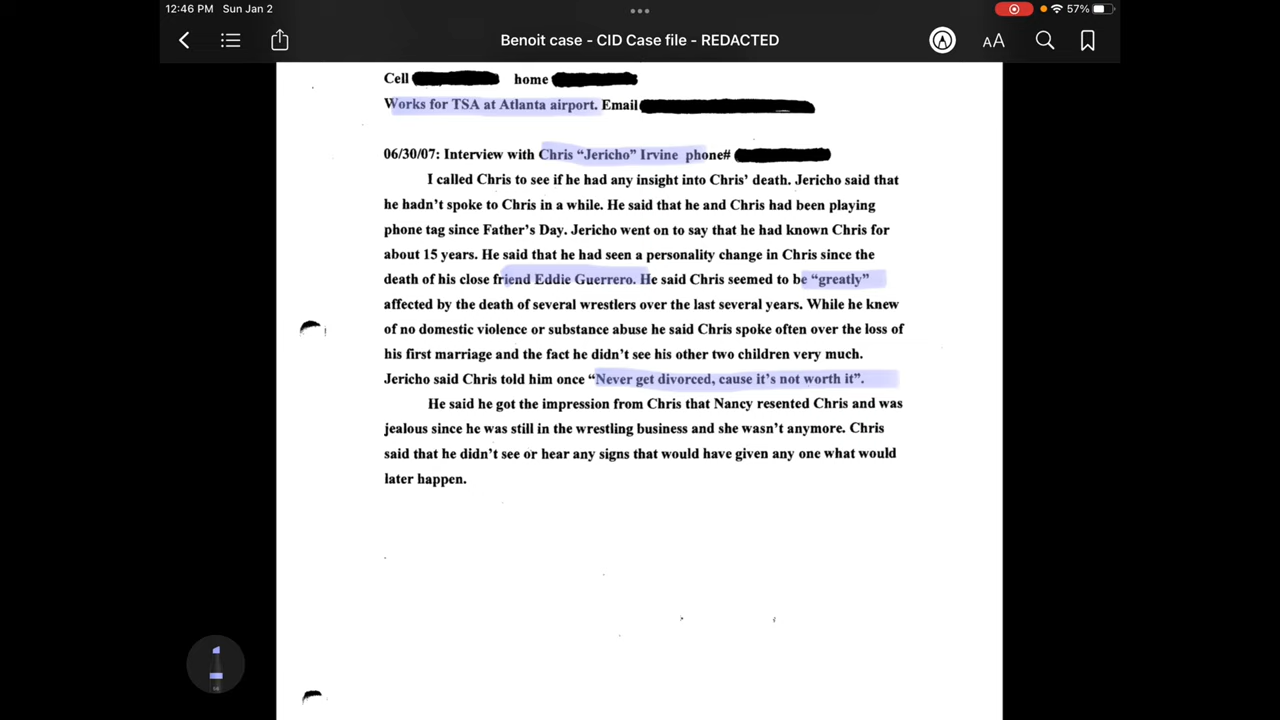 12:46 PM Sun Jan 2
57%
Benoit case - CID Case file - REDACTED
AA
Cell home
Works for TSA at Atlanta airport. Email
06/30/07: Interview with Chris “Jericho” Irvine phone#
I called Chris to see if he had any insight into Chris’ death. Jericho said that
he hadn’t spoke to Chris in a while. He said that he and Chris had been playing
phone tag since Father’s Day. Jericho went on to say that he had known Chris for
about 15 years. He said that he had seen a personality change in Chris since the
death of his close friend Eddie Guerrero. He said Chris seemed to be “greatly”
affected by the death of several wrestlers over the last several years. While he knew
of no domestic violence or substance abuse he said Chris spoke often over the loss of
his first marriage and the fact he didn’t see his other two children very much.
Jericho said Chris told him once “Never get divorced, cause it’s not worth it”.
He said he got the impression from Chris that Nancy resented Chris and was
jealous since he was still in the wrestling business and she wasn’t anymore. Chris
said that he didn’t see or hear any signs that would have given any one what would
later happen.